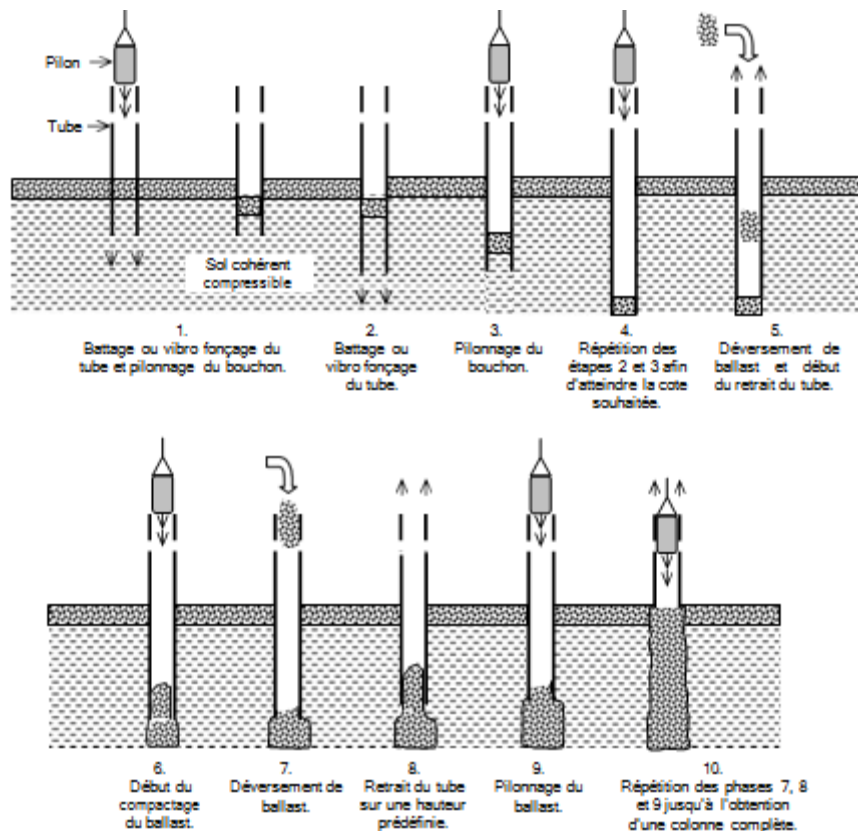 Pilon
Tube
Sol cohérent
compressible
1.
Battage ou vibro fonçage du
tube et pilonnage du bouchon.
2.
Battage ou
vibro fonçage
du tube.
3.
Pilonnage du
bouchon.
4.
Répétition des
étapes 2 et 3 afin
d'atteindre la cote
souhaitée.
5.
Déversement de
ballast et début
du retrait du tube.
6.
Début du
compactage
du ballast.
7.
Déversement de
ballast.
8.
Retrait du tube
sur une hauteur
prédéfinie.
9.
Pilonnage du
ballast.
10.
Répétition des phases 7, 8
et 9 jusqu'à l'obtention
d'une colonne complète.